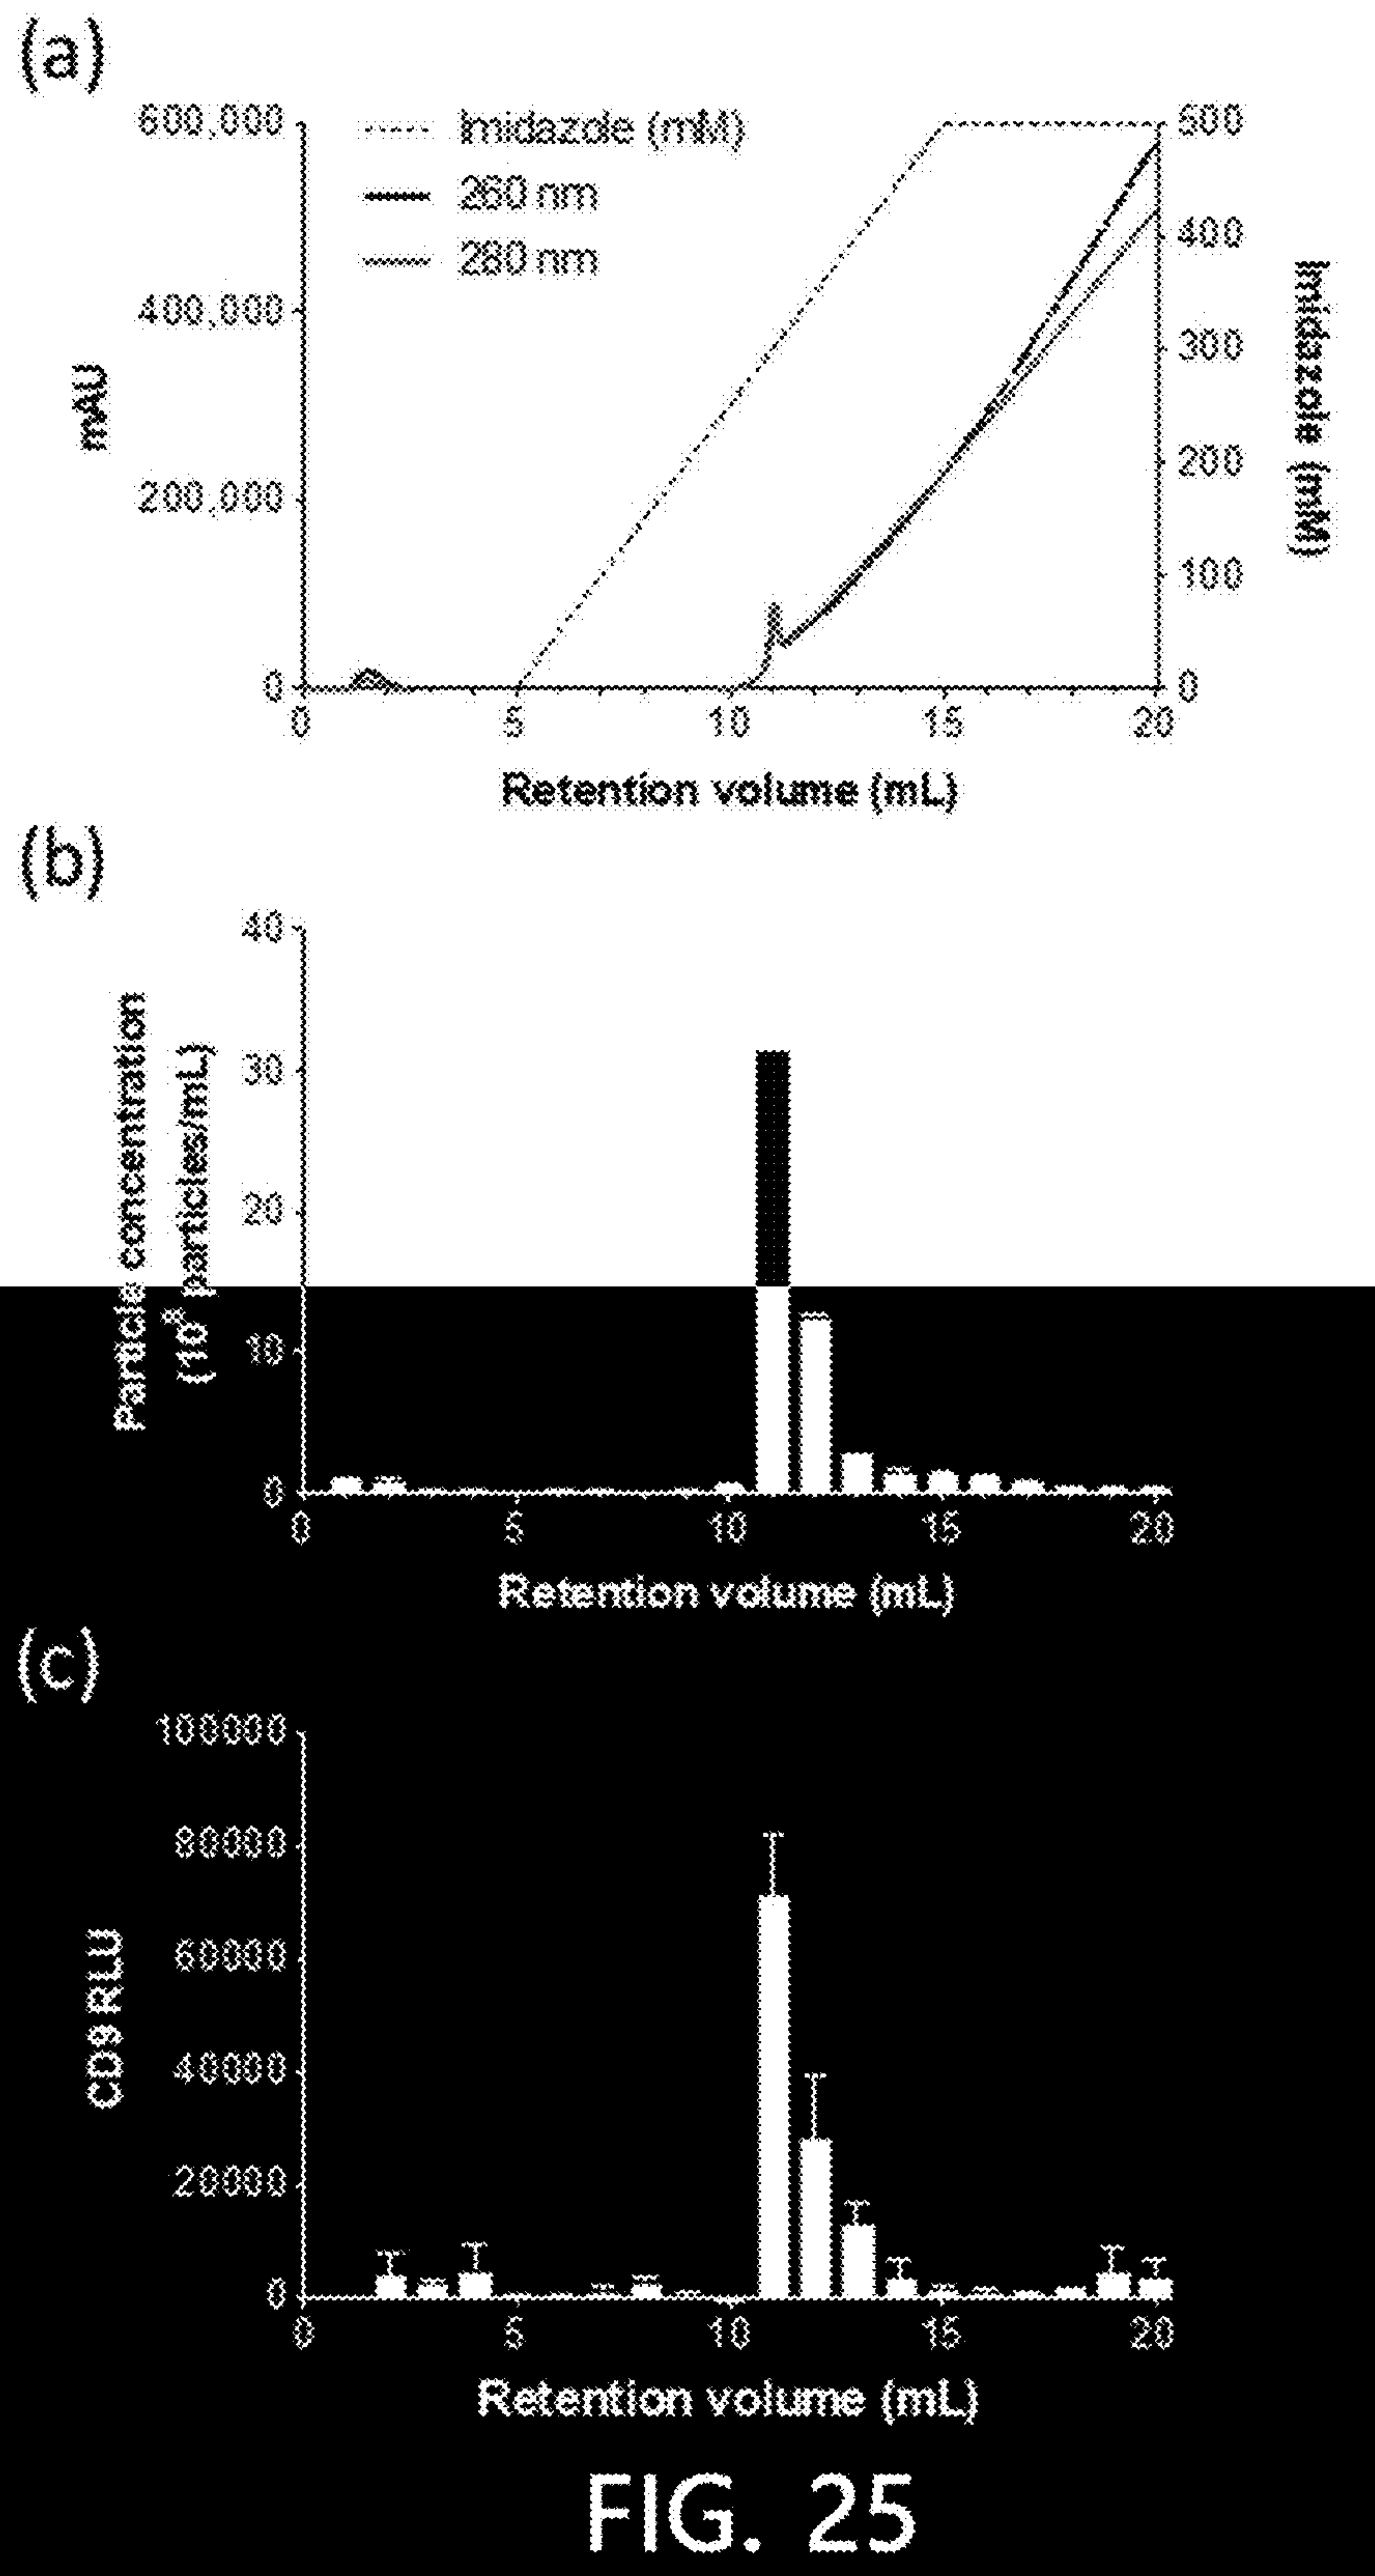 (a)
600,000
400,000
200,000
0
mAU
Imidazole (mM)
260 nm
280 nm
500
400
300
200
100
0
Imidazole (mM)
0 5 10 15 20
Retention volume (mL)
(b)
40
30
20
10
0
Particle concentration
(10⁸ particles/mL)
0 5 10 15 20
Retention volume (mL)
(c)
100000
80000
60000
40000
20000
0
CD9 RLU
0 5 10 15 20
Retention volume (mL)
FIG. 25